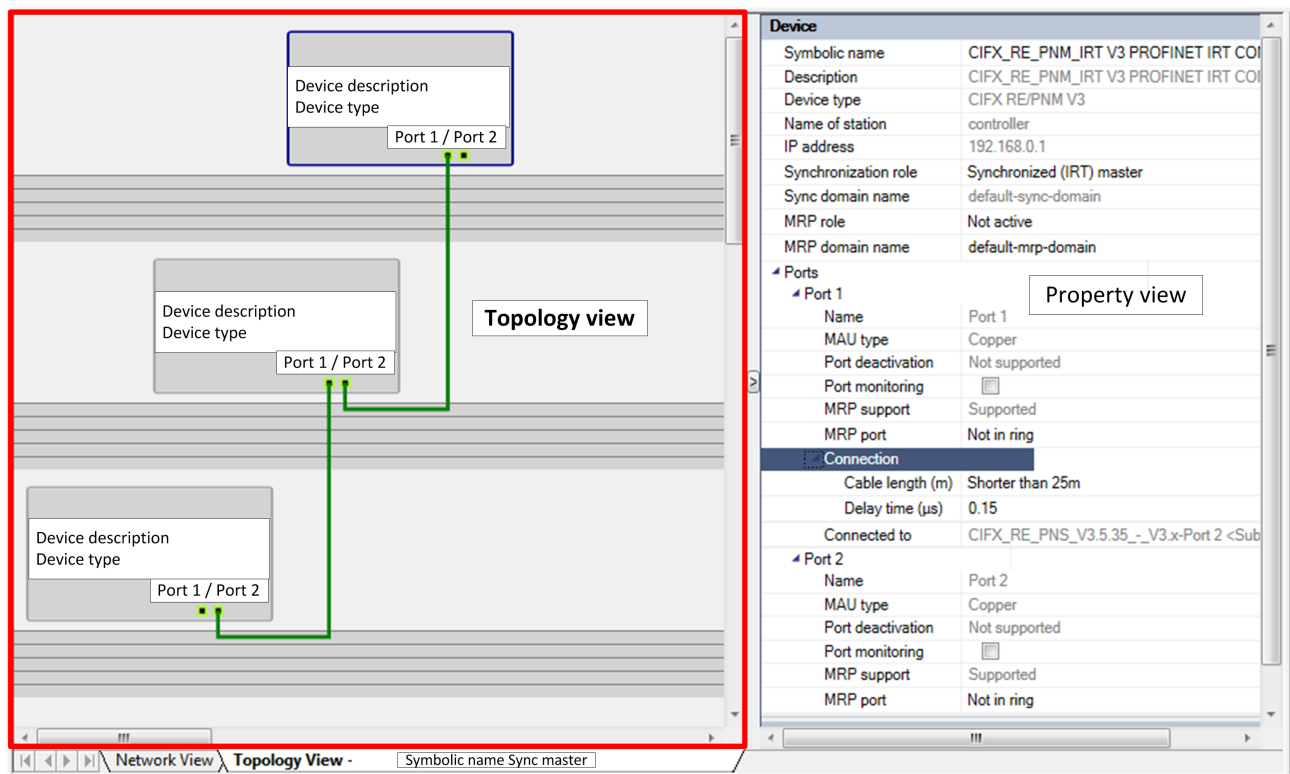 Device description
Device type
Port 1 / Port 2
Device description
Device type
Port 1 / Port 2
Topology view
Device description
Device type
Port 1 / Port 2
Network View
Topology View -
Symbolic name Sync master
>
Device
Symbolic name CIFX_RE_PNM_IRT V3 PROFINET IRT
Description CIFX_RE_PNM_IRT V3 PROFINET IRT
Device type CIFX RE/PNM V3
Name of station controller
IP address 192.168.0.1
Synchronization role Synchronized (IRT) master
Sync domain name default-sync-domain
MRP role Not active
MRP domain name default-mrp-domain
Ports
Port 1
Property view
Name Port 1
MAU type Copper
Port deactivation Not supported
Port monitoring
MRP support Supported
MRP port Not in ring
Connection
Cable length (m) Shorter than 25m
Delay time (µs) 0.15
Connected to CIFX_RE_PNS_V3.5.35_-_V3.x-Port 2 <Sub
Port 2
Name Port 2
MAU type Copper
Port deactivation Not supported
Port monitoring
MRP support Supported
MRP port Not in ring